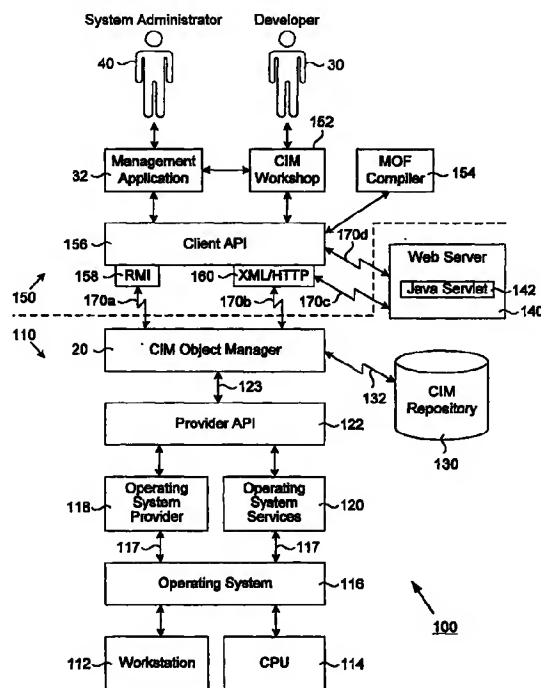 System Administrator
Developer
40
30
152
Management
Application
32
CIM
Workshop
MOF
Compiler
154
156
Client API
170d
158
RMI
160
XML/HTTP
Web Server
Java Servlet
142
140
150
170a
170b
170c
110
20
CIM Object Manager
132
123
CIM
Repository
130
Provider API
122
118
Operating
System
Provider
Operating
System
Services
120
117
117
Operating System
116
100
112
Workstation
CPU
114